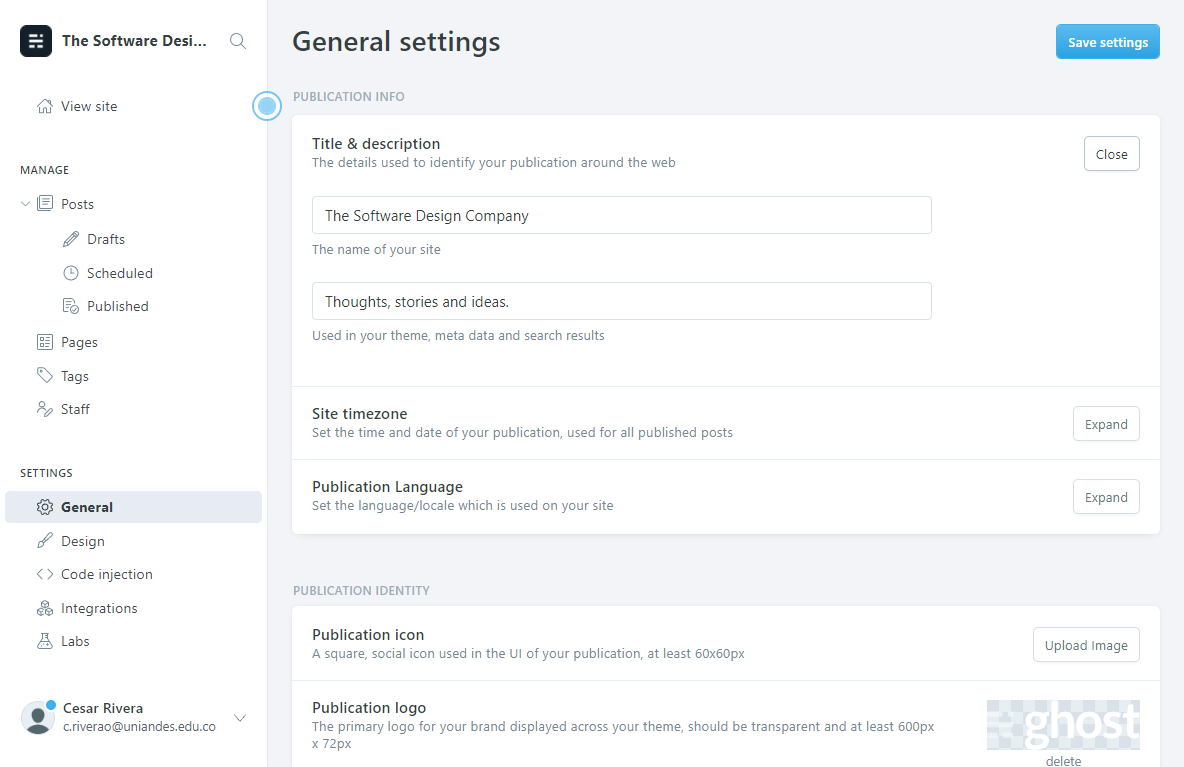 The Software Desi...
View site
MANAGE
Posts
Drafts
Scheduled
Published
Pages
Tags
Staff
SETTINGS
General
Design
Code injection
Integrations
Labs
Cesar Rivera
c.riverao@uniandes.edu.co
General settings
Save settings
PUBLICATION INFO
Title & description
The details used to identify your publication around the web
Close
The Software Design Company
The name of your site
Thoughts, stories and ideas.
Used in your theme, meta data and search results
Site timezone
Set the time and date of your publication, used for all published posts
Expand
Publication Language
Set the language/locale which is used on your site
Expand
PUBLICATION IDENTITY
Publication icon
A square, social icon used in the UI of your publication, at least 60x60px
Upload Image
Publication logo
The primary logo for your brand displayed across your theme, should be transparent and at least 600px
x 72px
ghost
delete